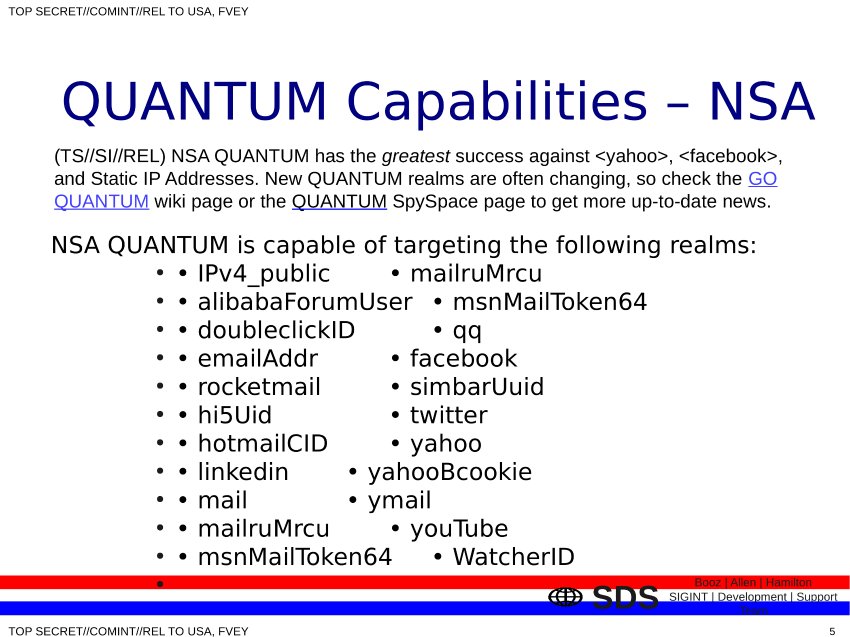 TOP SECRET//COMINT//REL TO USA, FVEY
QUANTUM Capabilities – NSA
(TS//SI//REL) NSA QUANTUM has the greatest success against <yahoo>, <facebook>,
and Static IP Addresses. New QUANTUM realms are often changing, so check the GO
QUANTUM wiki page or the QUANTUM SpySpace page to get more up-to-date news.
NSA QUANTUM is capable of targeting the following realms:
• • IPv4_public • mailruMrcu
• • alibabaForumUser • msnMailToken64
• • doubleclickID • qq
• • emailAddr • facebook
• • rocketmail • simbarUuid
• • hi5Uid • twitter
• • hotmailCID • yahoo
• • linkedin • yahooBcookie
• • mail • ymail
• • mailruMrcu • youTube
• • msnMailToken64 • WatcherID
•
SDS
Booz | Allen | Hamilton
SIGINT | Development | Support
TOP SECRET//COMINT//REL TO USA, FVEY
5